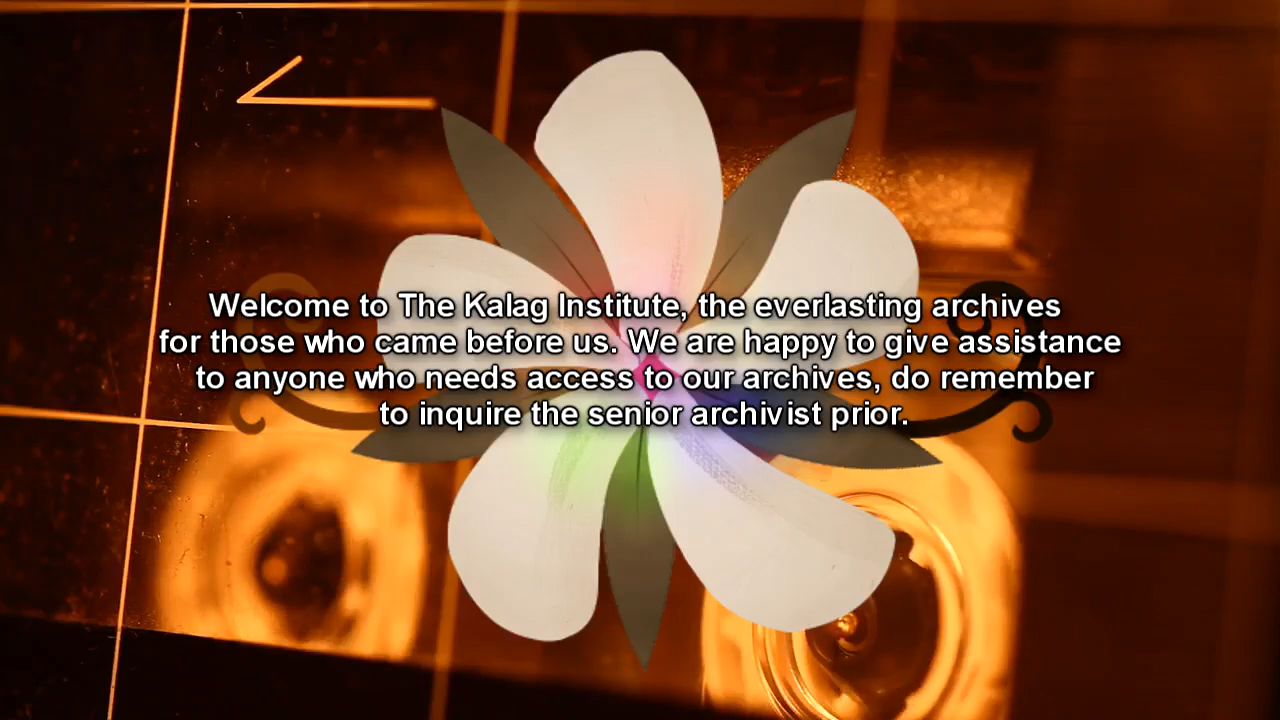 Welcome to The Kalag Institute, the everlasting archives
for those who came before us. We are happy to give assistance
to anyone who needs access to our archives, do remember
to inquire the senior archivist prior.